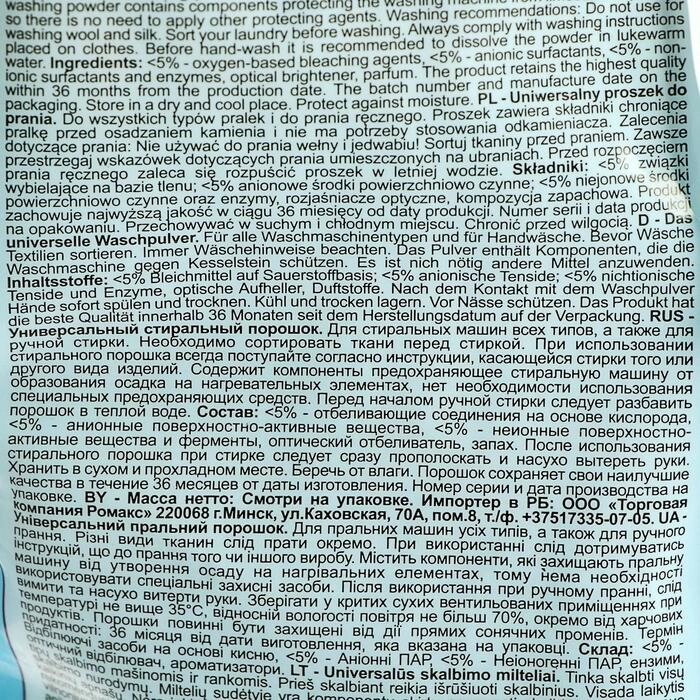 washing powder contains components protecting the washing machine from
so there is no need to apply other protecting agents. Washing recommendations: Do not use for
washing wool and silk. Sort your laundry before washing. Always comply with washing instructions
placed on clothes. Before hand-wash it is recommended to dissolve the powder in lukewarm
water. Ingredients: <5% - oxygen-based bleaching agents, <5% - anionic surfactants, <5% - non-
ionic surfactants and enzymes, optical brightener, parfum. The product retains the highest quality
within 36 months from the production date. The batch number and manufacture date on the
packaging. Store in a dry and cool place. Protect against moisture. PL - Uniwersalny proszek do
prania. Do wszystkich typów pralek i do prania ręcznego. Proszek zawiera składniki chroniące
pralkę przed osadzaniem kamienia i nie ma potrzeby stosowania odkamieniacza. Zalecenia
dotyczące prania: Nie używać do prania wełny i jedwabiu! Sortuj tkaniny przed praniem. Zawsze
przestrzegaj wskazówek dotyczących prania umieszczonych na ubraniach. Przed rozpoczęciem
prania ręcznego zaleca się rozpuścić proszek w letniej wodzie. Składniki: <5% związki
wybielające na bazie tlenu; <5% anionowe środki powierzchniowo czynne; <5% niejonowe środki
powierzchniowo czynne oraz enzymy, rozjaśniacze optyczne, kompozycja zapachowa. Produkt
zachowuje najwyższą jakość w ciągu 36 miesięcy od daty produkcji. Numer serii i data produkcji
na opakowaniu. Przechowywać w suchym i chłodnym miejscu. Chronić przed wilgocią. D - Das
universelle Waschpulver. Für alle Waschmaschinentypen und für Handwäsche. Bevor Wäsche
Textilien sortieren. Immer Wäschehinweise beachten. Das Pulver enthält Komponenten, die die
Waschmaschine gegen Kesselstein schützen. Es ist nich nötig andere Mittel anzuwenden.
Inhaltsstoffe: <5% Bleichmittel auf Sauerstoffbasis; <5% anionische Tenside; <5% nichtionische
Tenside und Enzyme, optische Aufheller, Duftstoffe. Nach dem Kontakt mit dem Waschpulver
Hände sofort spülen und trocknen. Kühl und trocken lagern. Vor Nässe schützen. Das Produkt hat
die beste Qualität innerhalb 36 Monaten seit dem Herstellungsdatum auf der Verpackung. RUS -
Универсальный стиральный порошок. Для стиральных машин всех типов, а также для
ручной стирки. Необходимо сортировать ткани перед стиркой. При использовании
стирального порошка всегда поступайте согласно инструкции, касающейся стирки того или
другого вида изделий. Содержит компоненты предохраняющее стиральную машину от
образования осадка на нагревательных элементах, нет необходимости использования
специальных предохраняющих средств. Перед началом ручной стирки следует разбавить
порошок в теплой воде. Состав: <5% - отбеливающие соединения на основе кислорода,
<5% - анионные поверхностно-активные вещества, <5% - неионные поверхностно-
активные вещества и ферменты, оптический отбеливатель, запах. После использования
стирального порошка при стирке следует сразу прополоскать и насухо вытереть руки.
Хранить в сухом и прохладном месте. Беречь от влаги. Порошок сохраняет свои наилучшие
качества в течение 36 месяцев от даты изготовления. Номер серии и дата производства на
упаковке. BY - Масса нетто: Смотри на упаковке. Импортер в РБ: ООО «Торговая
компания Ромакс» 220068 г.Минск, ул.Каховская, 70А, пом.8, т./ф. +37517335-07-05. UA -
Універсальний пральний порошок. Для пральних машин усіх типів, а також для ручного
прання. Різні види тканин слід прати окремо. При використанні слід дотримуватись
інструкцій, що до прання того чи іншого виробу. Містить компоненти, які захищають пральну
машину від утворення осаду на нагрівальних елементах, тому нема необхідності
використовувати спеціальні захисні засоби. Після використання при ручному пранні, слід
вимити та насухо витерти руки. Зберігати у критих сухих вентильованих приміщеннях при
температурі не вище 35°C, відносній вологості повітря не більш 70%, окремо від харчових
продуктів. Порошки повинні бути захищені від дії прямих сонячних променів. Термін
придатності: 36 місяця від дати виготовлення, яка вказана на упаковці. Склад: <5% -
Відбілюючі засоби на основі кисню, <5% - Аніонні ПАР, <5% - Неіоногенні ПАР, ензими,
оптичний відбілювач, ароматизатори. LT - Universalūs skalbimo milteliai. Tinka skalbti visų
skalbimo mašinomis ir rankomis. Prieš skalbiant reikia išrūšiuoti skalbinius. Laikytis
nurodymų. Miltelių sudėtyje yra